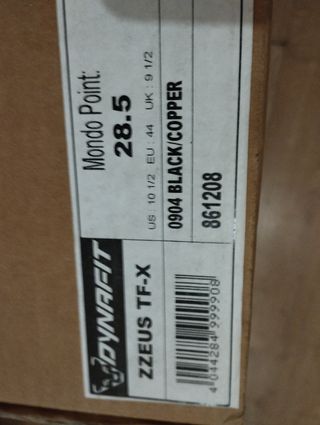 DYNAFIT
Mondo Point:
28.5
US : 10 1/2 EU : 44 UK : 9 1/2
ZZEUS TF-X
0904 BLACK/COPPER
861208
4 044284 999908